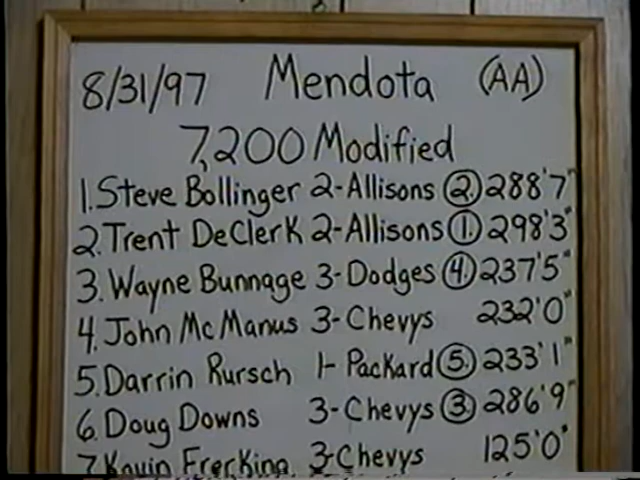 8/31/97 Mendota (AA)
7,200 Modified
1. Steve Bollinger 2-Allisons 2. 288'7"
2. Trent DeClerk 2-Allisons 1. 298'3"
3. Wayne Bunnage 3-Dodges 4. 237'5"
4. John McManus 3-Chevys 232'0"
5. Darrin Rursch 1-Packard 5. 233'1"
6. Doug Downs 3-Chevys 3. 286'9"
7. Kevin Frerking 3-Chevys 125'0"